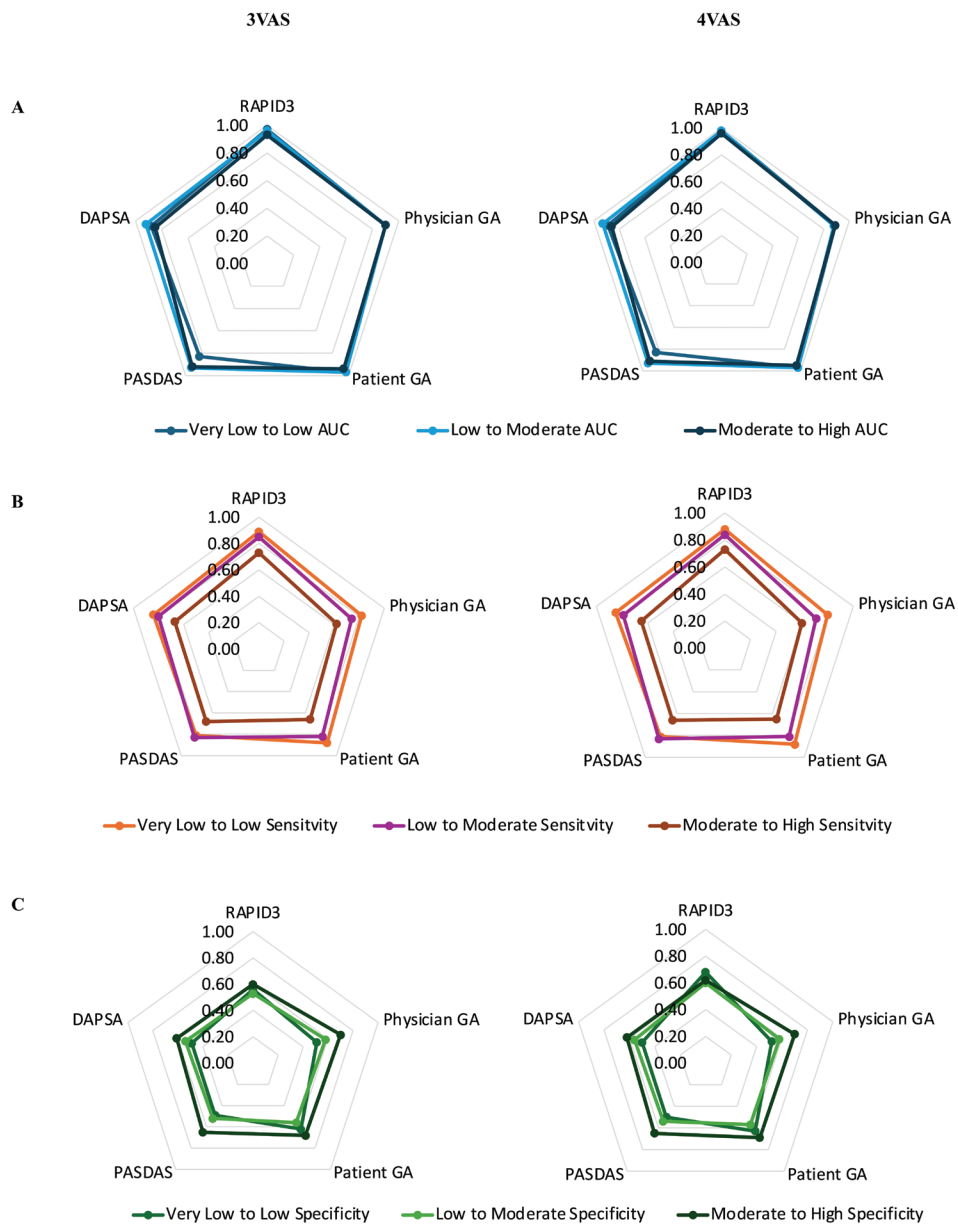 3VAS
4VAS
A
RAPID3
1.00
0.80
0.60
0.40
0.20
0.00
DAPSA
Physician GA
PASDAS
Patient GA
RAPID3
1.00
0.80
0.60
0.40
0.20
0.00
DAPSA
Physician GA
PASDAS
Patient GA
Very Low to Low AUC
Low to Moderate AUC
Moderate to High AUC
B
RAPID3
1.00
0.80
0.60
0.40
0.20
0.00
DAPSA
Physician GA
PASDAS
Patient GA
RAPID3
1.00
0.80
0.60
0.40
0.20
0.00
DAPSA
Physician GA
PASDAS
Patient GA
Very Low to Low Sensitvity
Low to Moderate Sensitvity
Moderate to High Sensitvity
C
RAPID3
1.00
0.80
0.60
0.40
0.20
0.00
DAPSA
Physician GA
PASDAS
Patient GA
RAPID3
1.00
0.80
0.60
0.40
0.20
0.00
DAPSA
Physician GA
PASDAS
Patient GA
Very Low to Low Specificity
Low to Moderate Specificity
Moderate to High Specificity